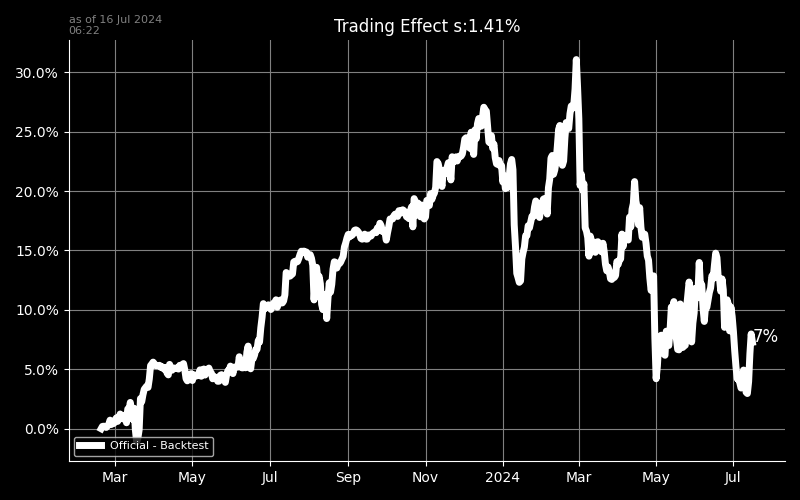 as of 16 Jul 2024
06:22
Trading Effect s:1.41%
30.0%
25.0%
20.0%
15.0%
10.0%
5.0%
0.0%
7%
Official - Backtest
Mar May Jul Sep Nov 2024 Mar May Jul